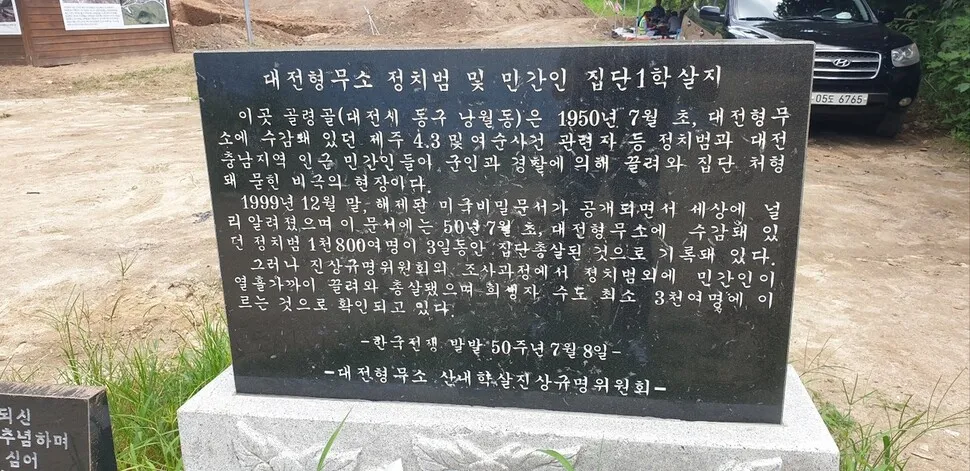 대전형무소 정치범 및 민간인 집단1학살지
이곳 골령골(대전세 동구 낭월동)은 1950년 7월 초, 대전형무
소에 수감돼 있던 제주 4.3 및 여순사건 관련자 등 정치범과 대전
충남지역 인근 민간인들아 군인과 경찰에 의해 끌려와 집단 처형
돼 묻힌 비극의 현장이다.
1999년 12월 말, 해제된 미국비밀문서가 공개되면서 세상에 널
리 알려졌으며 이 문서에는 50년 7월 초, 대전형무소에 수감돼 있
던 정치범 1천800여명이 3일동안 집단총살된 것으로 기록돼 있다.
그러나 진상규명위원회의 조사과정에서 정치범외에 민간인이
열흘가까이 끌려와 총살됐으며 희생자 수도 최소 3천여명에 이
르는 것으로 확인되고 있다.
-한국전쟁 발발 50주년 7월 8일-
-대전형무소 산내학살진상규명위원회-
05도 6765
되신
추념하며
심어